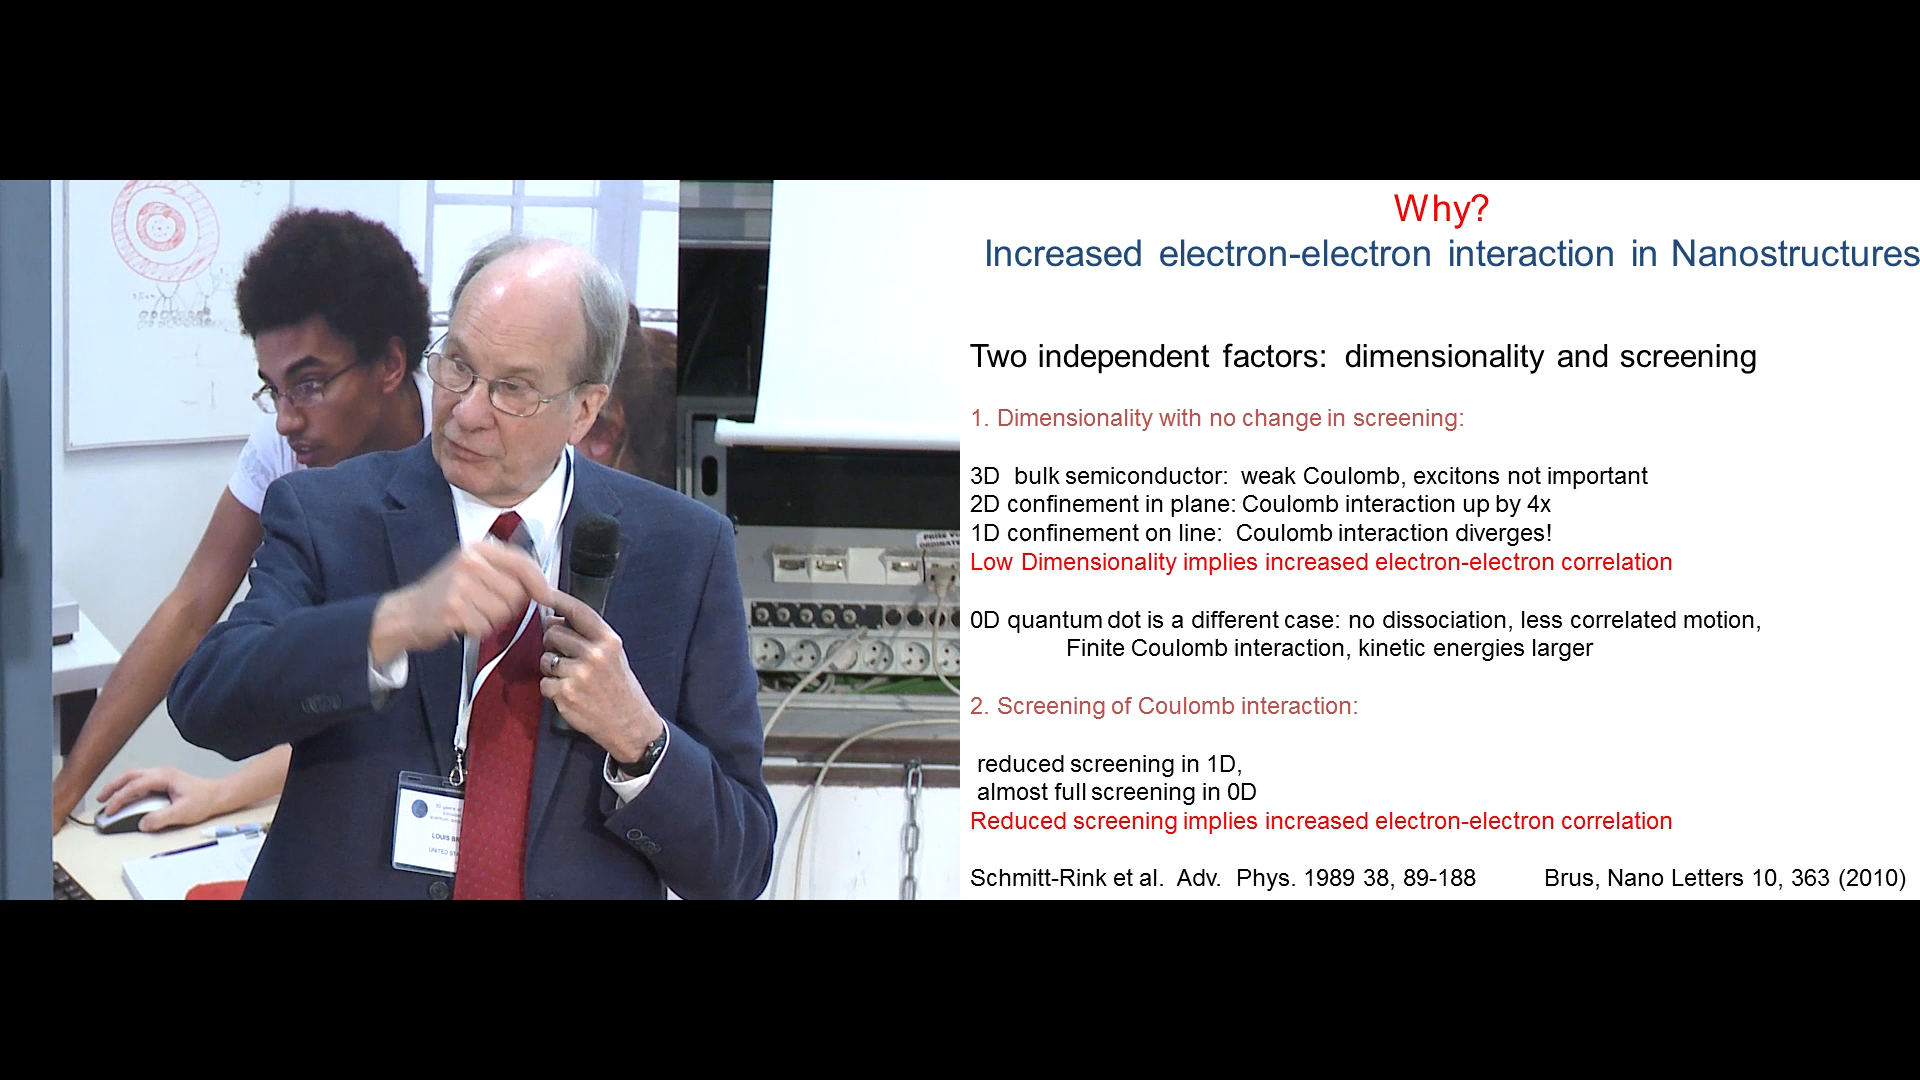 Why?
Increased electron-electron interaction in Nanostructures
Two independent factors: dimensionality and screening
1. Dimensionality with no change in screening:
3D bulk semiconductor: weak Coulomb, excitons not important
2D confinement in plane: Coulomb interaction up by 4x
1D confinement on line: Coulomb interaction diverges!
Low Dimensionality implies increased electron-electron correlation
0D quantum dot is a different case: no dissociation, less correlated motion,
Finite Coulomb interaction, kinetic energies larger
2. Screening of Coulomb interaction:
reduced screening in 1D,
almost full screening in 0D
Reduced screening implies increased electron-electron correlation
Schmitt-Rink et al. Adv. Phys. 1989 38, 89-188 Brus, Nano Letters 10, 363 (2010)
LOUIS
UNITED